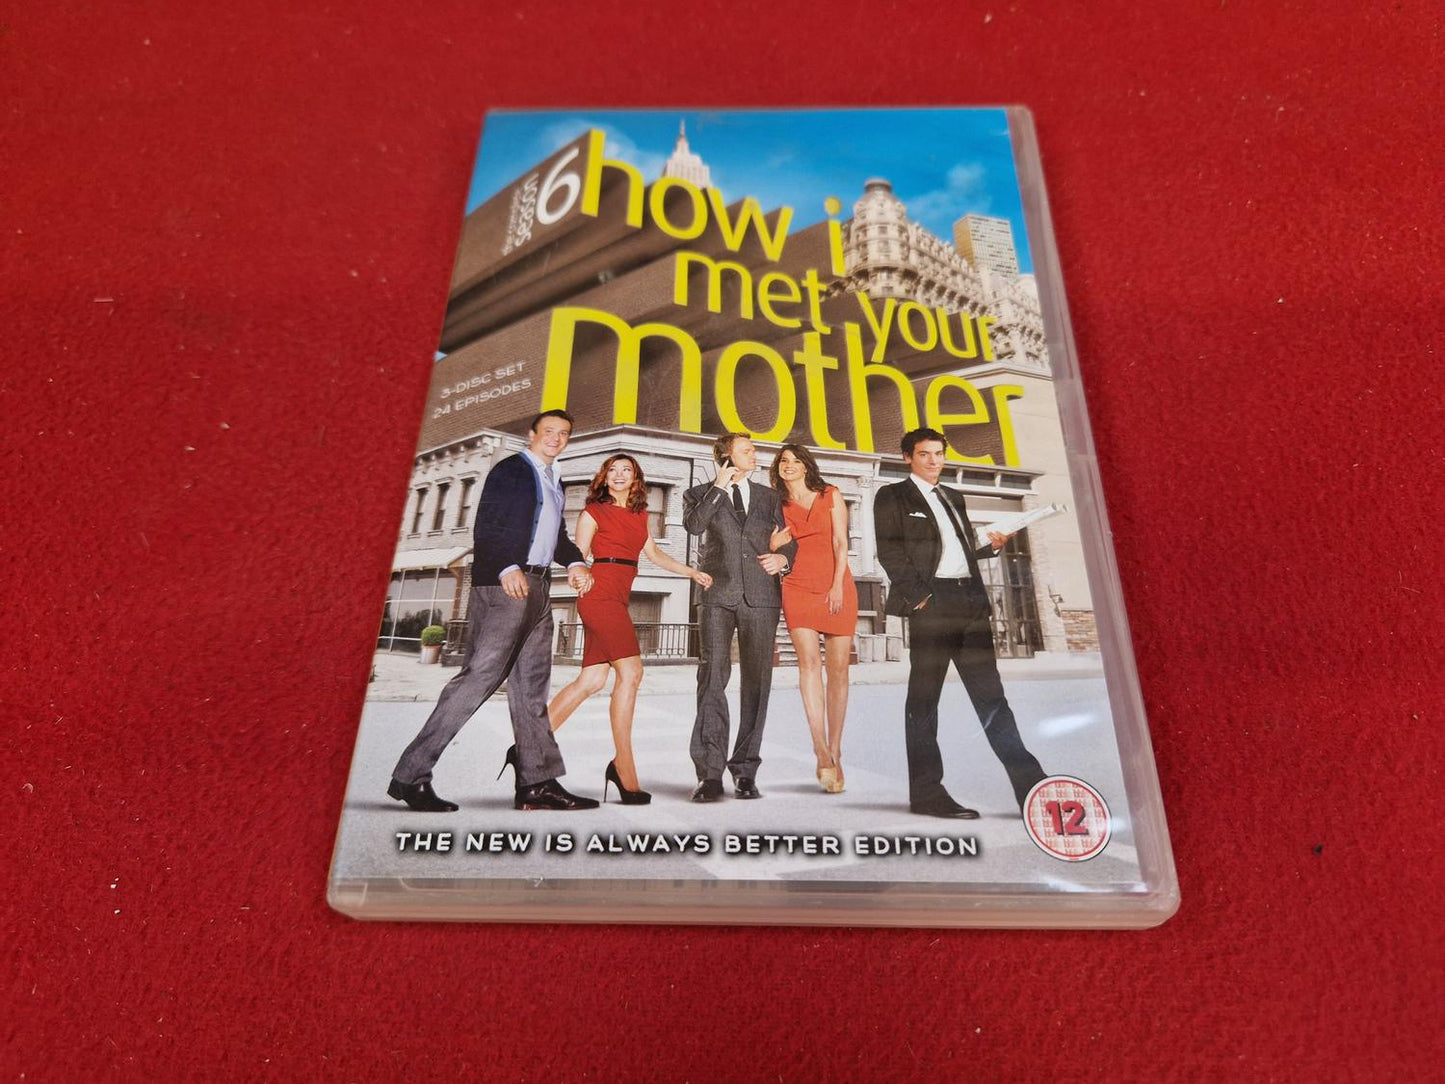 the complete
season
6
how i
met your
mother
3-DISC SET
24 EPISODES
THE NEW IS ALWAYS BETTER EDITION
12